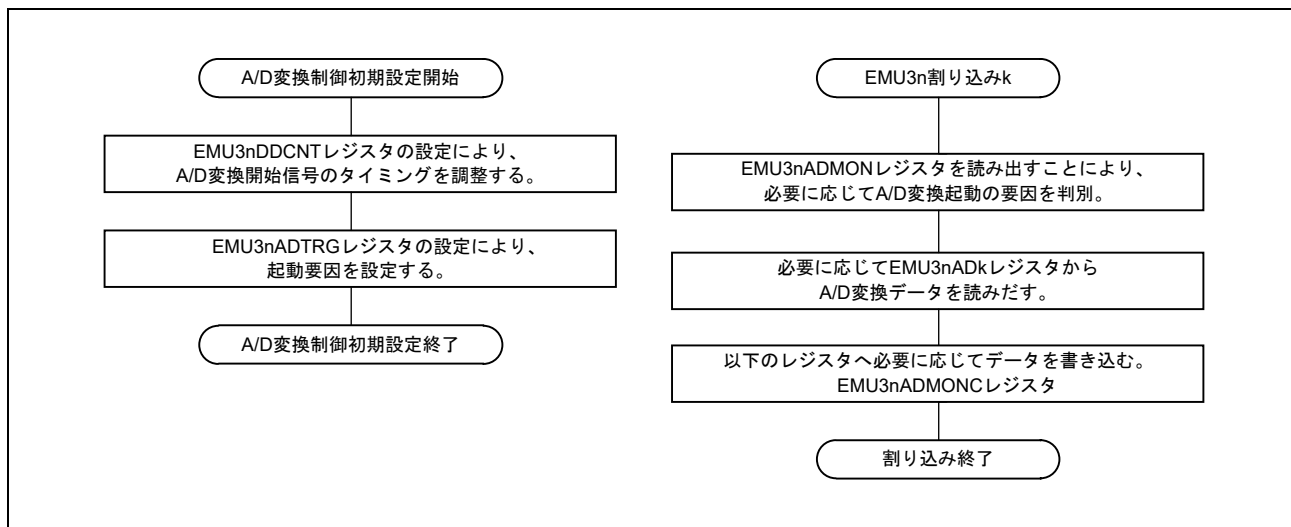 A/D変換制御初期設定開始
EMU3nDDCNTレジスタの設定により、
A/D変換開始信号のタイミングを調整する。
EMU3nADTRGレジスタの設定により、
起動要因を設定する。
A/D変換制御初期設定終了
EMU3n割り込みk
EMU3nADMONレジスタを読み出すことにより、
必要に応じてA/D変換起動の要因を判別。
必要に応じてEMU3nADkレジスタから
A/D変換データを読みだす。
以下のレジスタへ必要に応じてデータを書き込む。
EMU3nADMONCレジスタ
割り込み終了